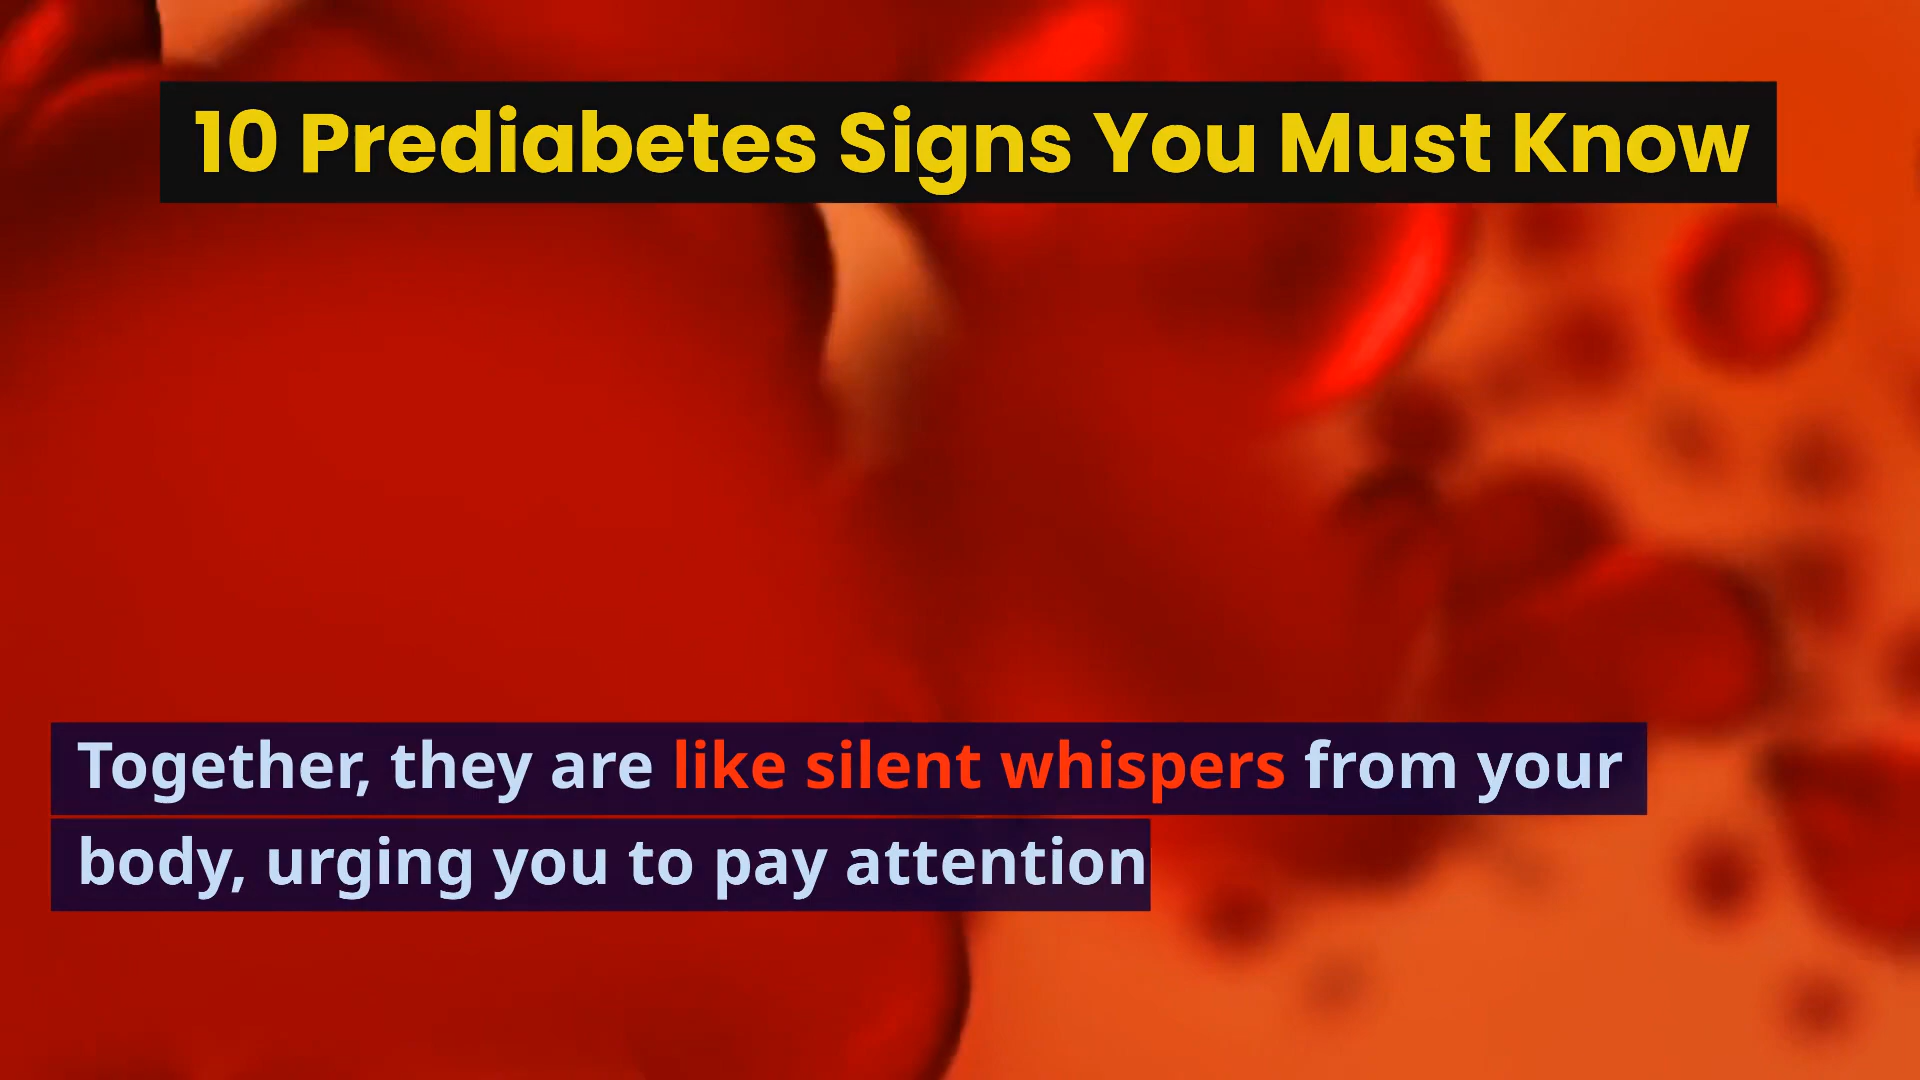 10 Prediabetes Signs You Must Know
Together, they are like silent whispers from your
body, urging you to pay attention